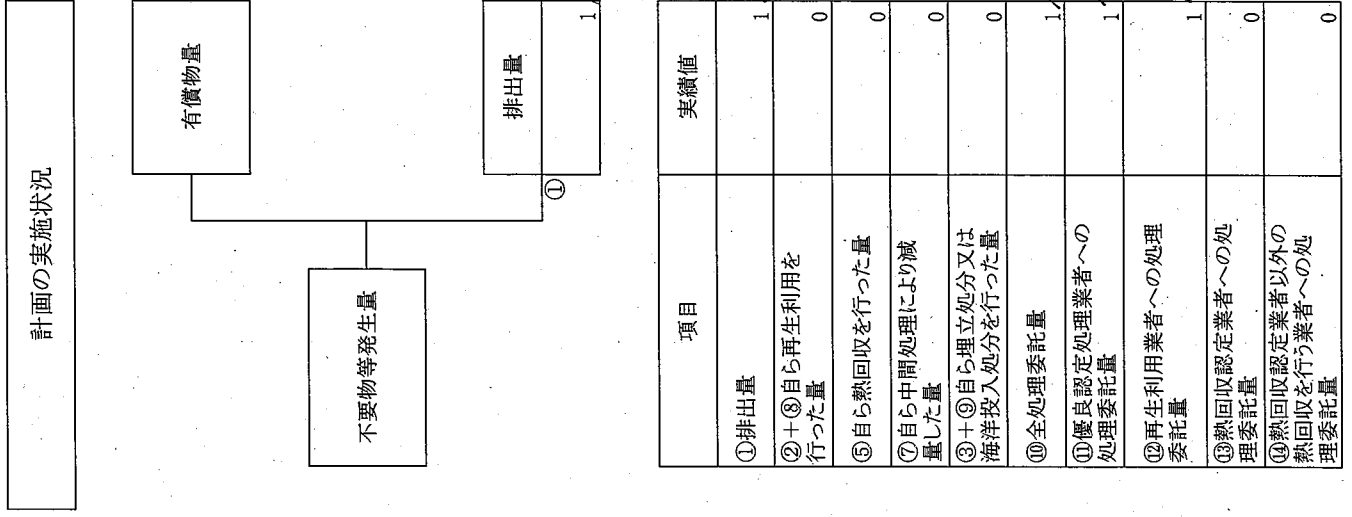 計画の実施状況
有償物量
不要物等発生量
排出量
①
1
項目 実績値
①排出量 1
②+⑧自ら再生利用を
行った量 0
⑤自ら熱回収を行った量 0
⑦自ら中間処理により減
量した量 0
③+⑨自ら埋立処分又は
海洋投入処分を行った量 0
⑩全処理委託量 1
⑪優良認定処理業者への
処理委託量 1
⑫再生利用業者への処理
委託量 1
⑬熱回収認定業者への処
理委託量 0
⑭熱回収認定業者以外の
熱回収を行う業者への処
理委託量 0